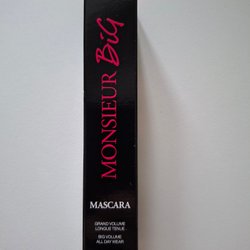 MONSIEUR BiG
MASCARA
GRAND VOLUME
LONGUE TENUE
BIG VOLUME
ALL DAY WEAR